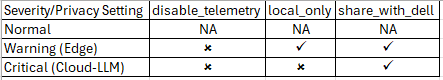 Severity/Privacy Setting disable_telemetry local_only share_with_dell
Normal NA NA NA
Warning (Edge) × ✓ ✓
Critical (Cloud-LLM) × × ✓